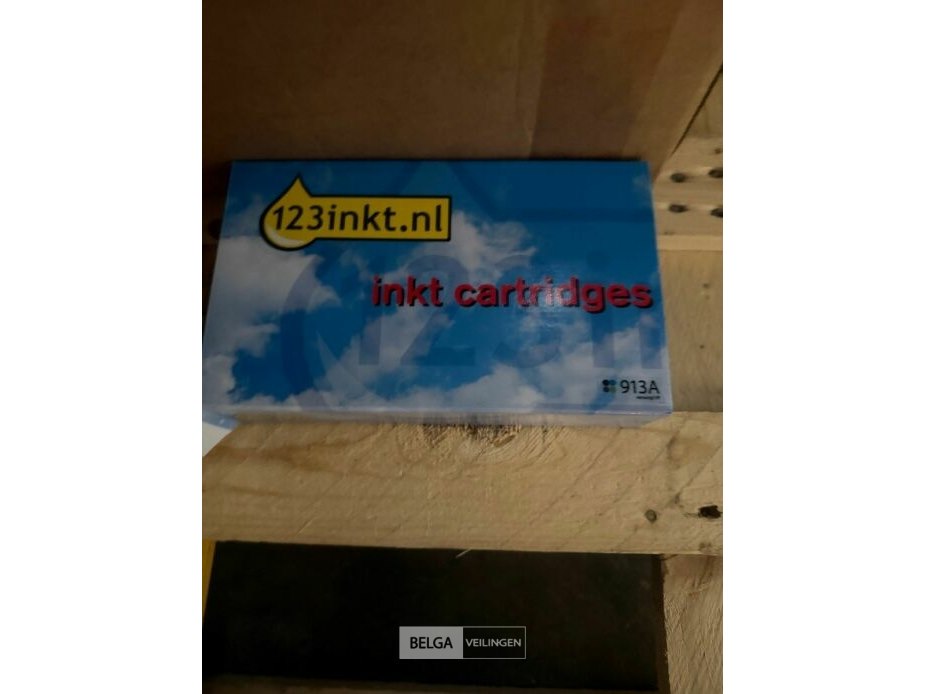 123inkt.nl
inkt cartridges
913A
BELGA VEILINGEN